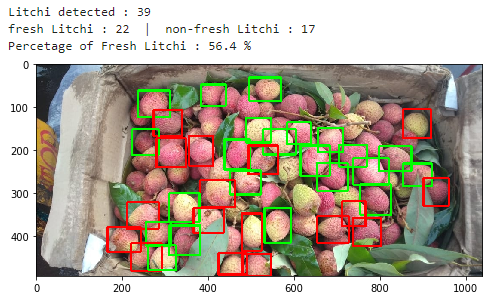 Litchi detected : 39
fresh Litchi : 22 | non-fresh Litchi : 17
Percetage of Fresh Litchi : 56.4 %
0
100
200
300
400
0 200 400 600 800 1000